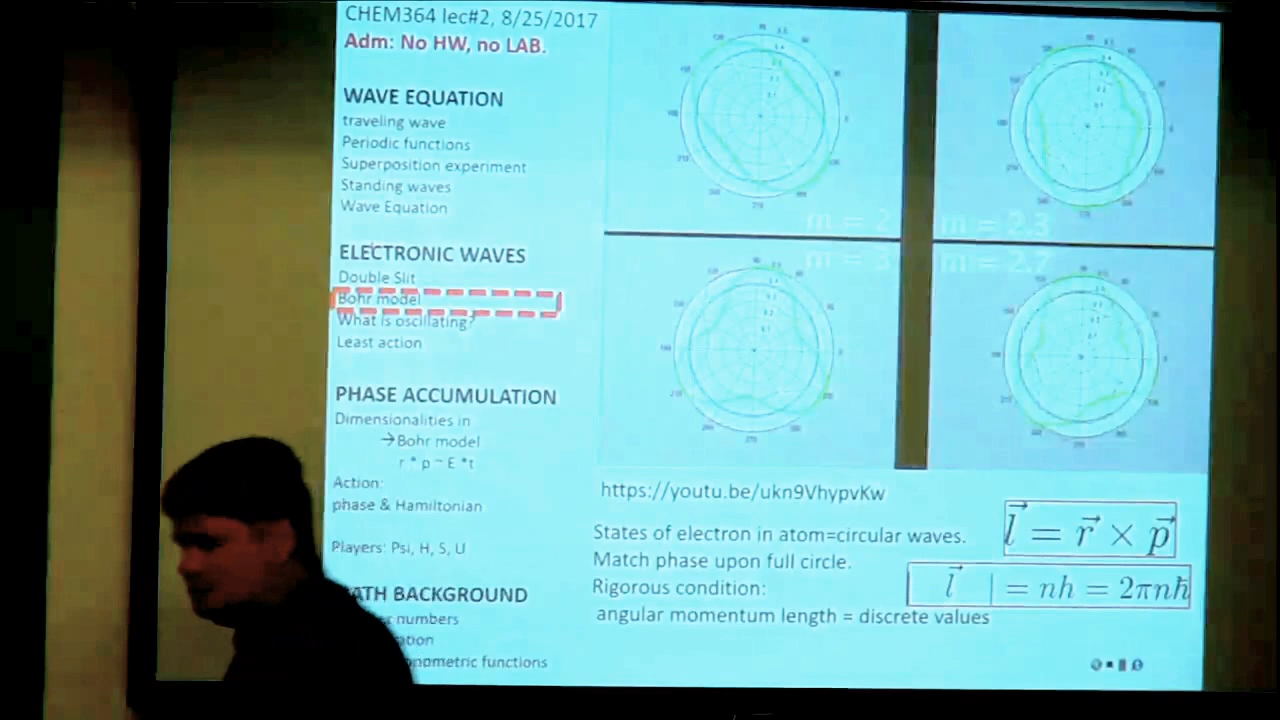 CHEM364 lec#2, 8/25/2017
Adm: No HW, no LAB.
WAVE EQUATION
traveling wave
Periodic functions
Superposition experiment
Standing waves
Wave Equation
ELECTRONIC WAVES
Double Slit
Bohr model
What is oscillating?
Least action
PHASE ACCUMULATION
Dimensionalities in
→Bohr model
r * p ~ E *t
Action:
phase & Hamiltonian
Players: Psi, H, S, U
ATH BACKGROUND
numbers
ation
onometric functions
m = 2
m = 2.3
m = 3
m = 2.7
https://youtu.be/ukn9VhypvKw
States of electron in atom=circular waves.
Match phase upon full circle.
Rigorous condition:
angular momentum length = discrete values
l⃗ = r⃗ × p⃗
l⃗ | = nh = 2πnħ